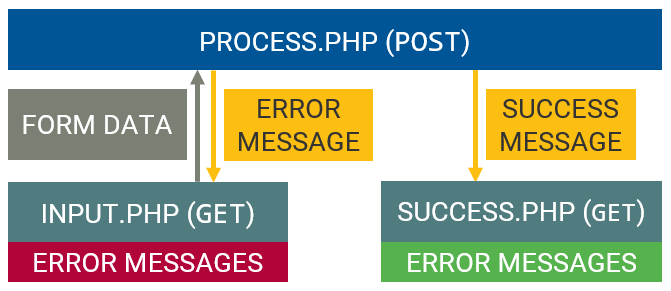 PROCESS.PHP (POST)
FORM DATA
ERROR
MESSAGE
SUCCESS
MESSAGE
INPUT.PHP (GET)
ERROR MESSAGES
SUCCESS.PHP (GET)
ERROR MESSAGES